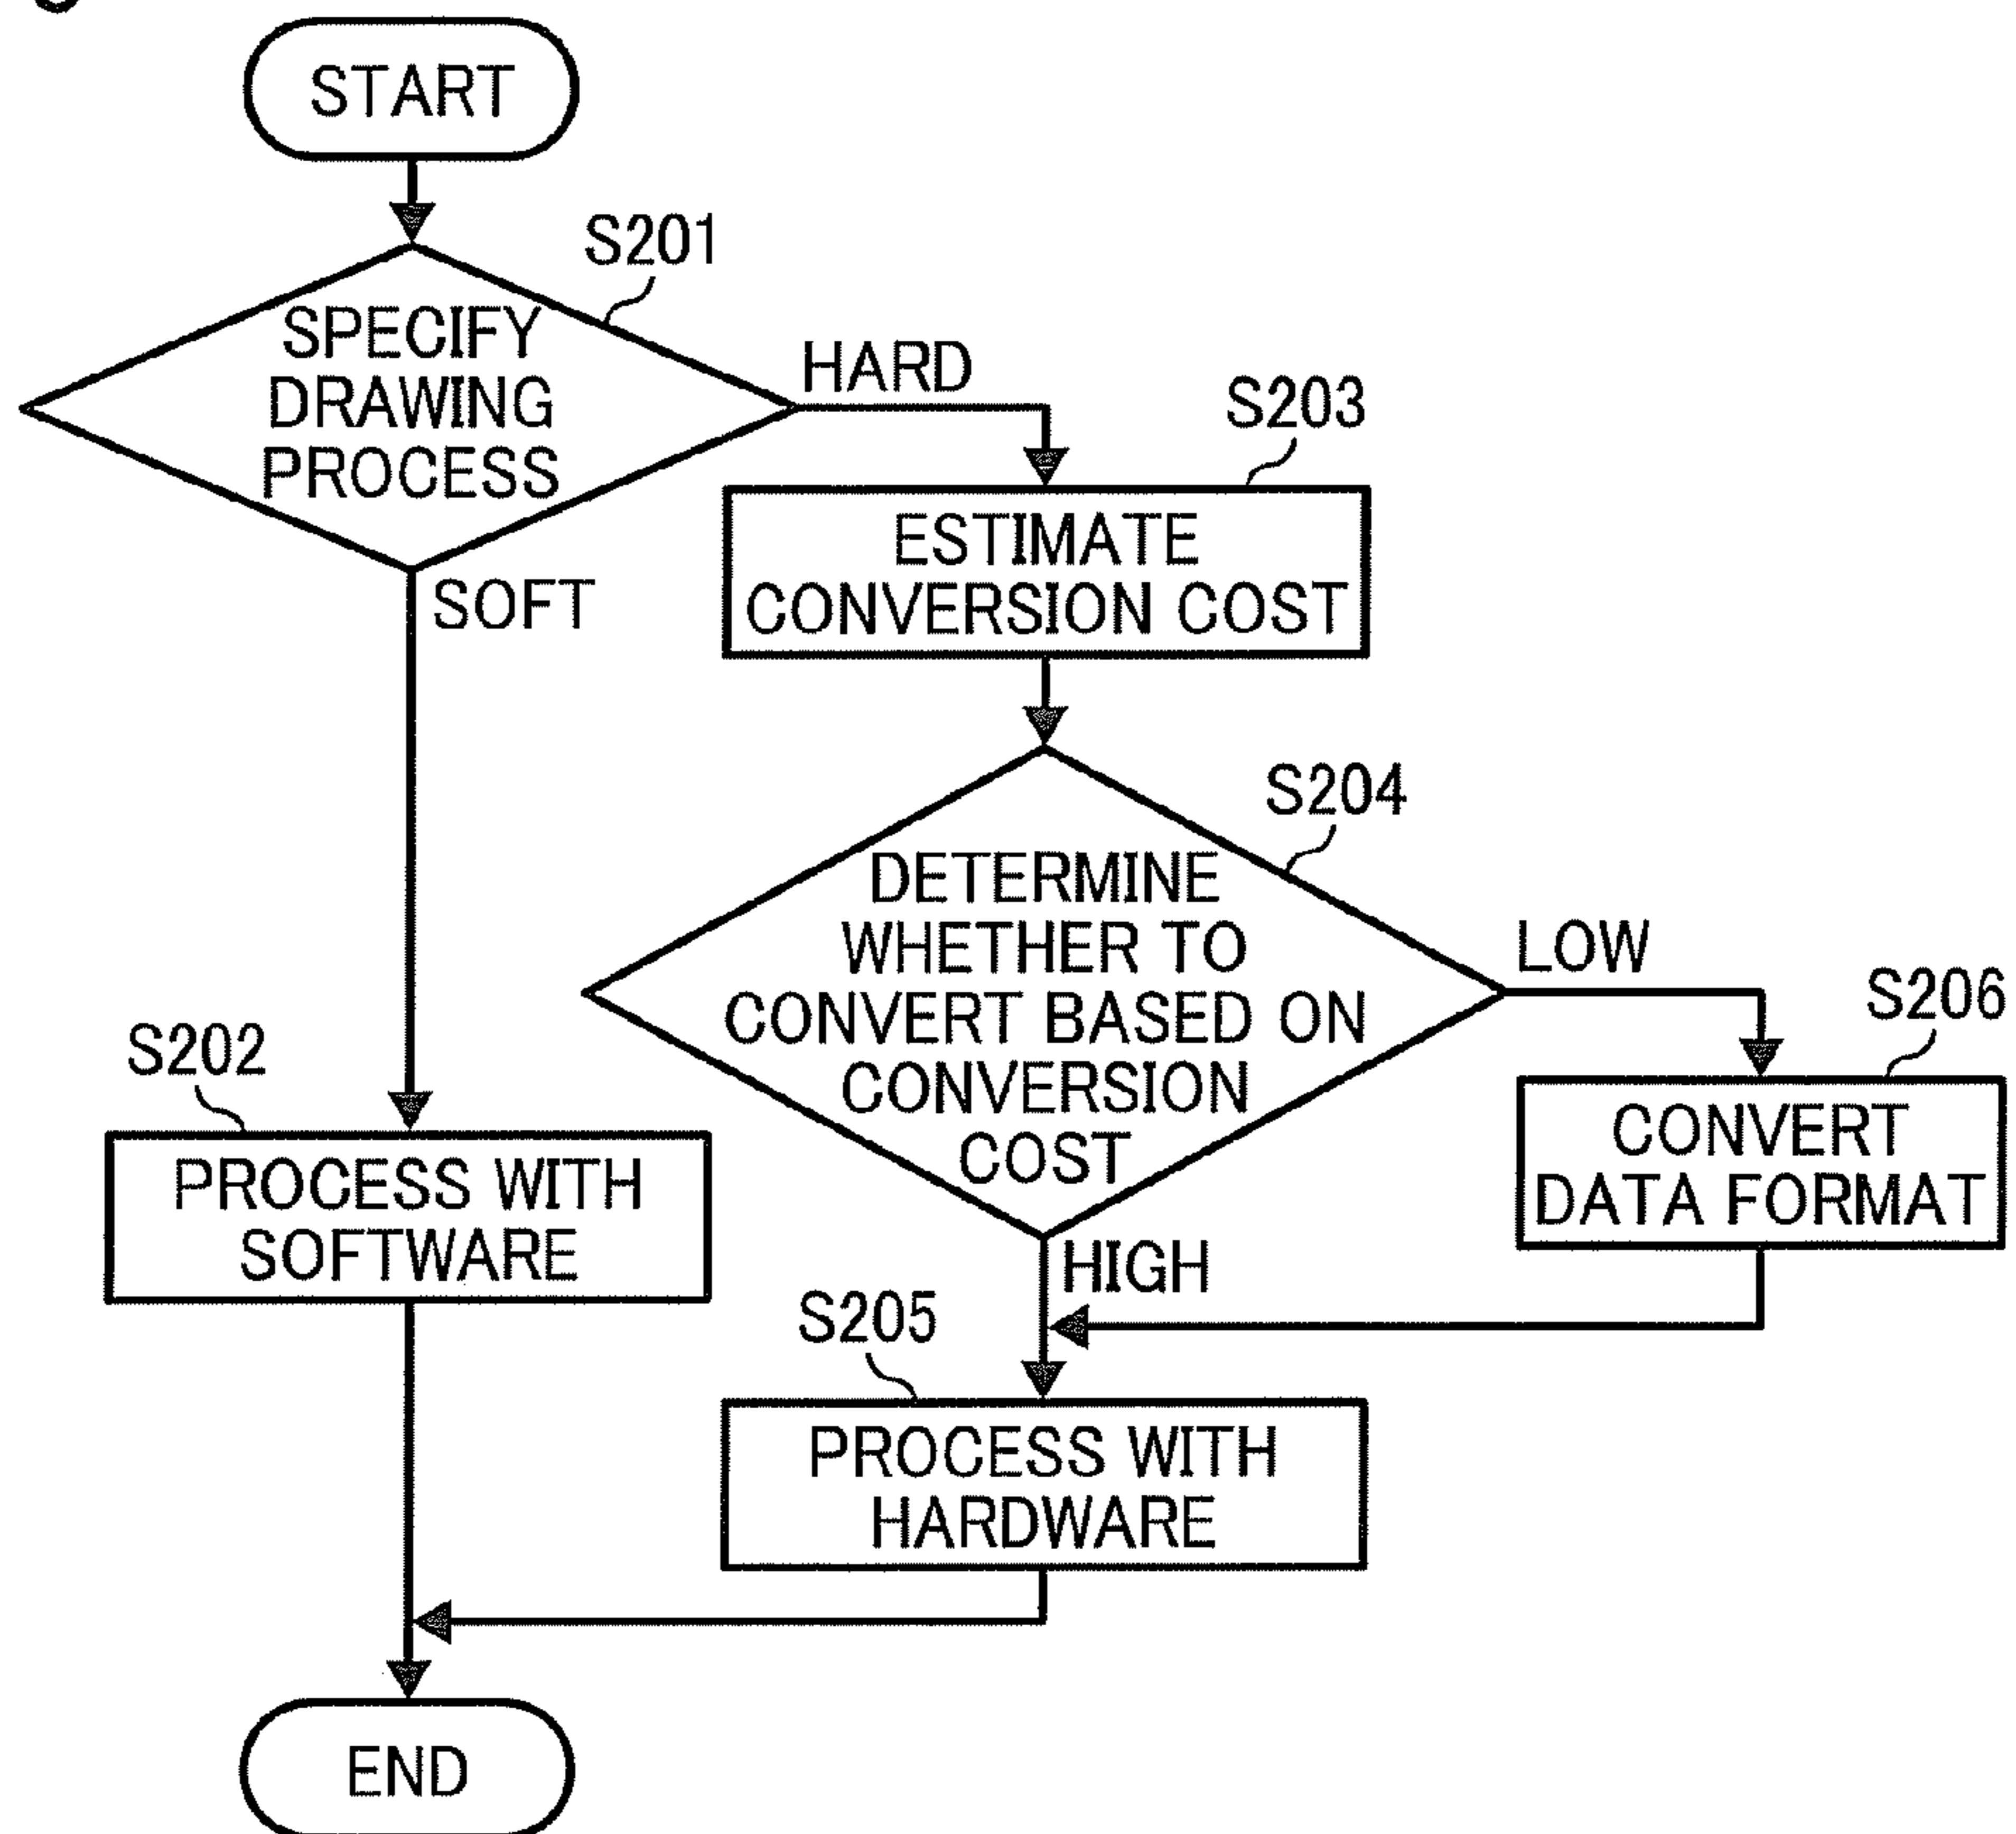 START
S201
SPECIFY
DRAWING
PROCESS
HARD
SOFT
S203
ESTIMATE
CONVERSION COST
S204
DETERMINE
WHETHER TO
CONVERT BASED ON
CONVERSION
COST
LOW
HIGH
S206
CONVERT
DATA FORMAT
S202
PROCESS WITH
SOFTWARE
S205
PROCESS WITH
HARDWARE
END